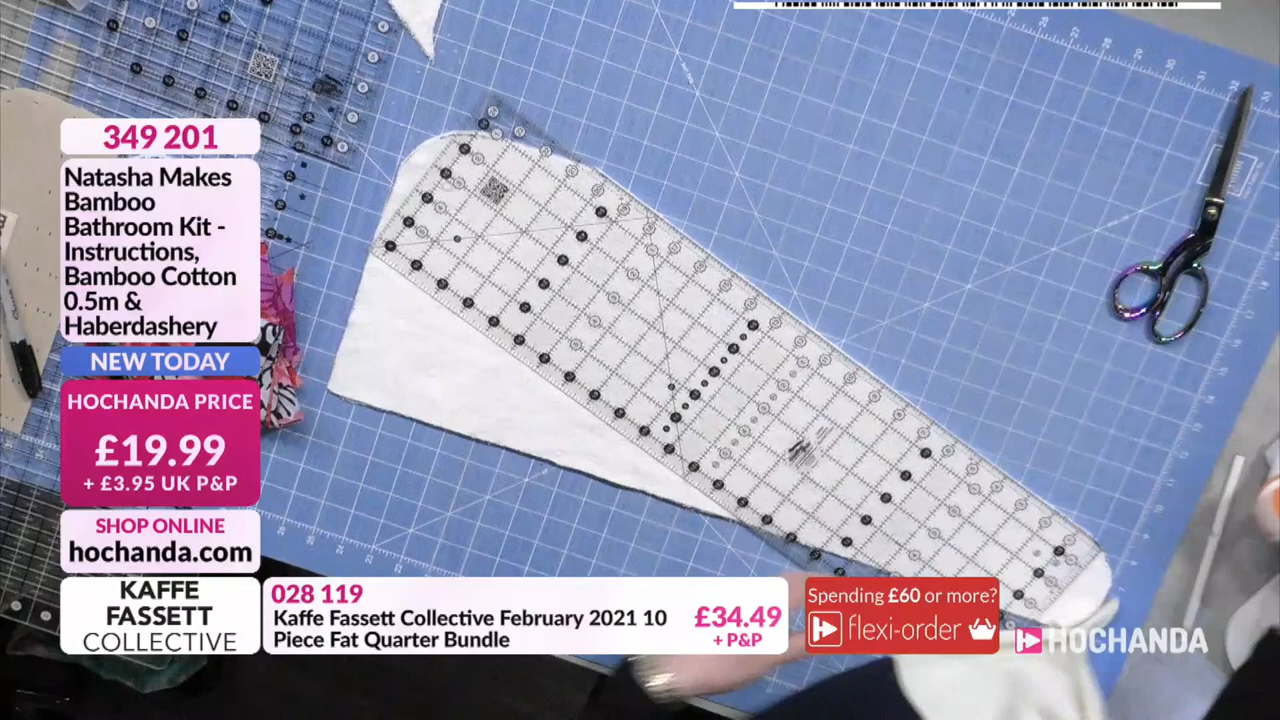 349 201
Natasha Makes
Bamboo
Bathroom Kit -
Instructions,
Bamboo Cotton
0.5m &
Haberdashery
NEW TODAY
HOCHANDA PRICE
£19.99
+ £3.95 UK P&P
SHOP ONLINE
hochanda.com
KAFFE
FASSETT
COLLECTIVE
028 119
Kaffe Fassett Collective February 2021 10
Piece Fat Quarter Bundle
£34.49
+ P&P
Spending £60 or more?
flexi-order
HOCHANDA